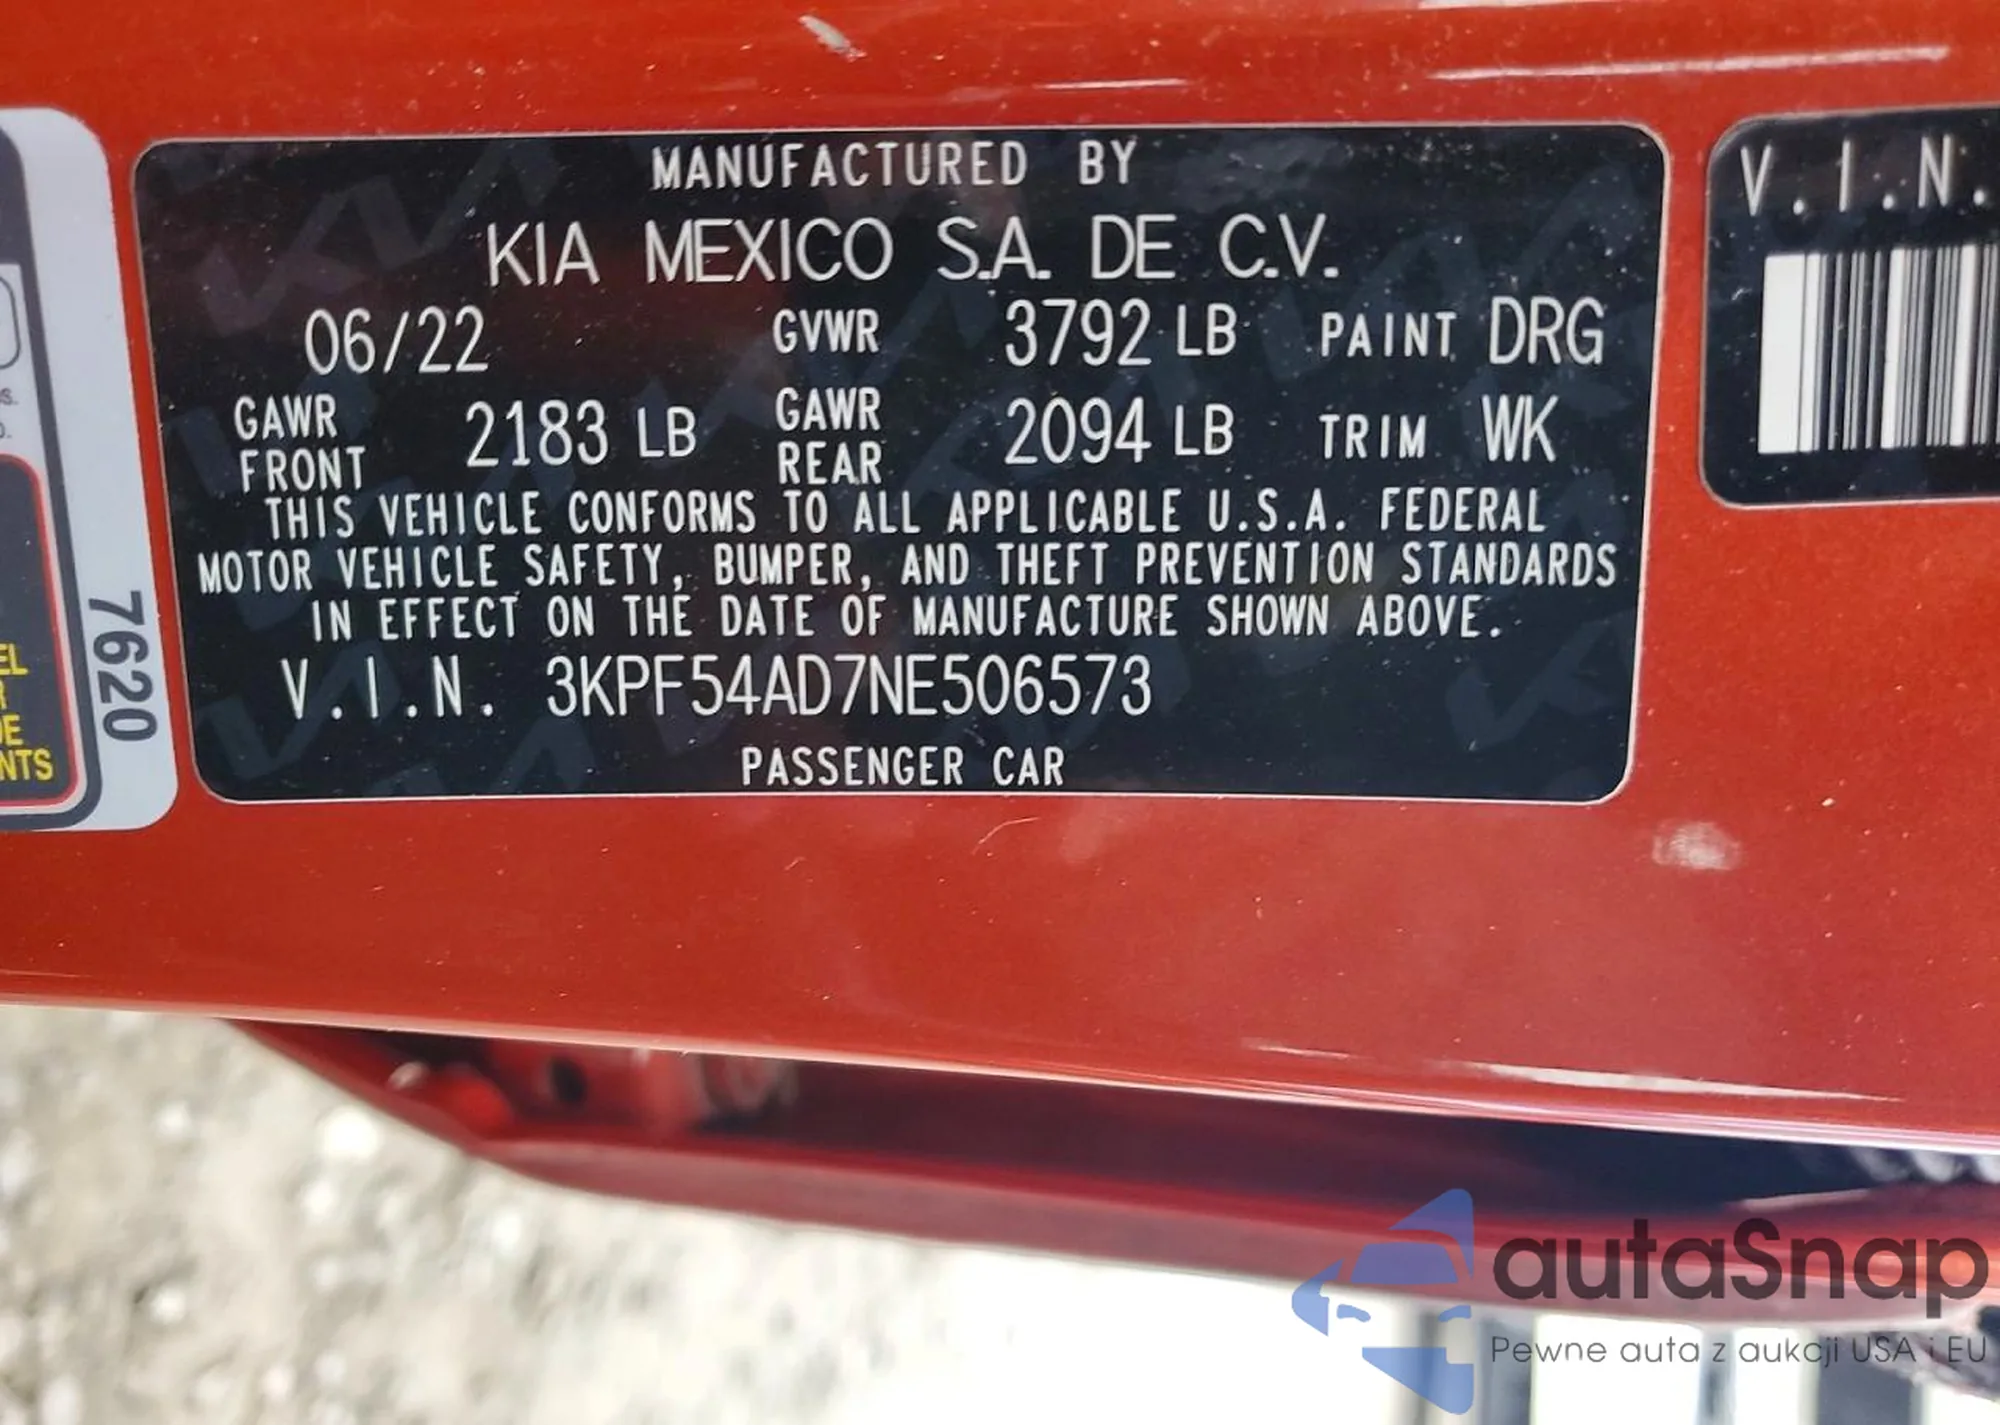 MANUFACTURED BY
KIA MEXICO S.A. DE C.V.
06/22 GVWR 3792 LB PAINT DRG
GAWR FRONT 2183 LB GAWR REAR 2094 LB TRIM WK
THIS VEHICLE CONFORMS TO ALL APPLICABLE U.S.A. FEDERAL
MOTOR VEHICLE SAFETY, BUMPER, AND THEFT PREVENTION STANDARDS
IN EFFECT ON THE DATE OF MANUFACTURE SHOWN ABOVE.
V.I.N. 3KPF54AD7NE506573
PASSENGER CAR
V.I.N.
7620
autaSnap
Pewne auta z aukcji USA i EU